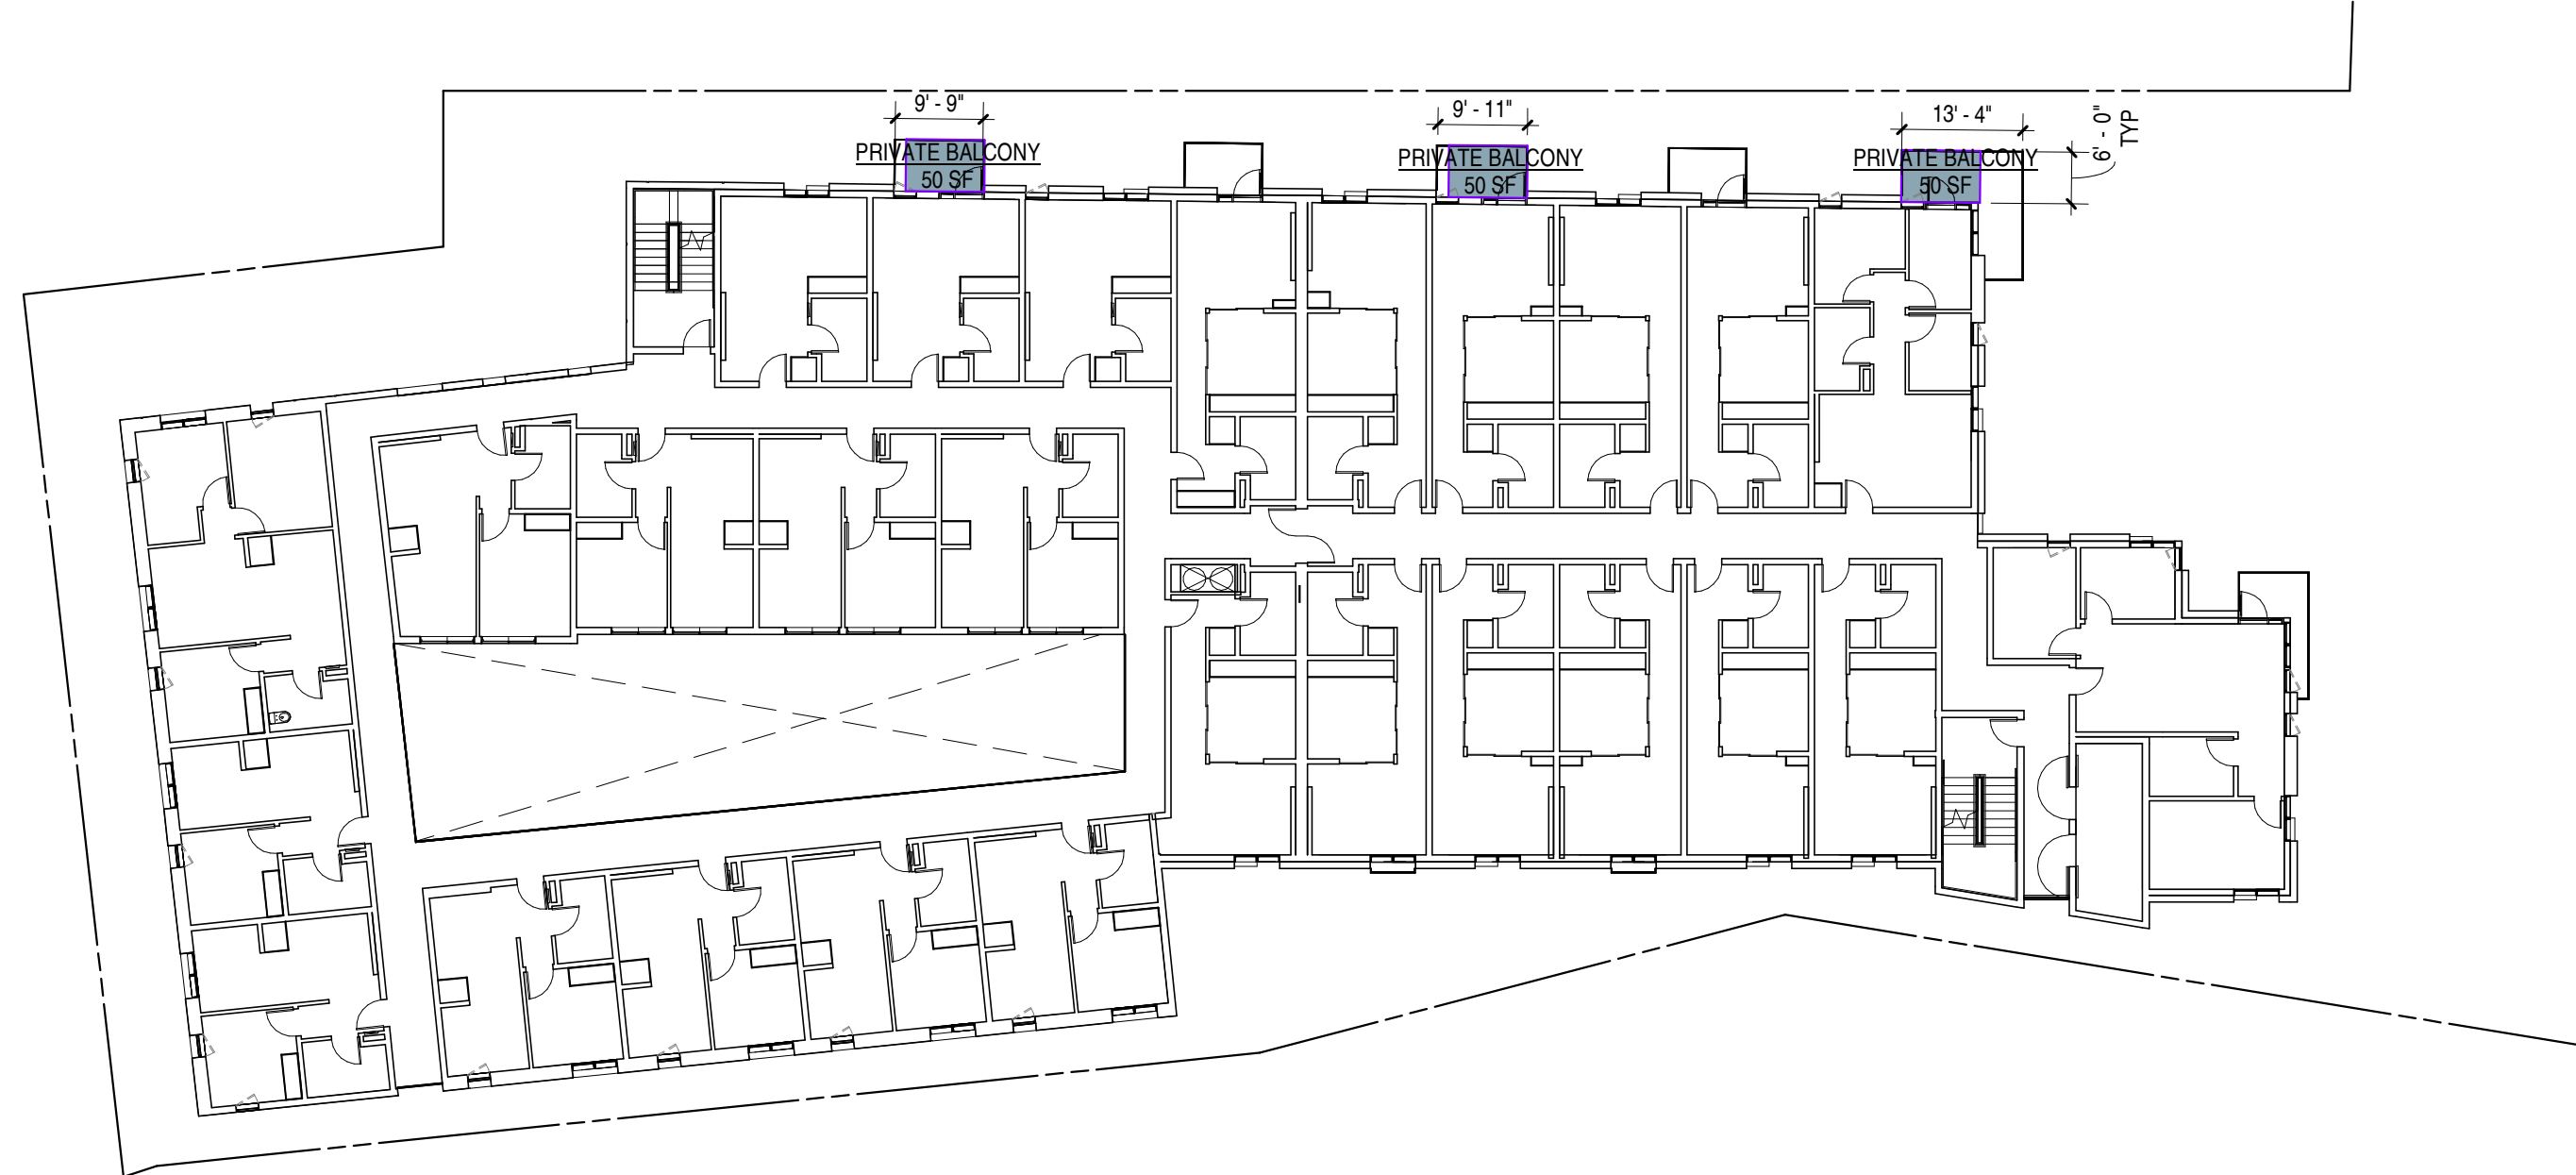 9' - 9"
PRIVATE BALCONY
50 SF
9' - 11"
PRIVATE BALCONY
50 SF
13' - 4"
PRIVATE BALCONY
50 SF
6' - 0"
TYP